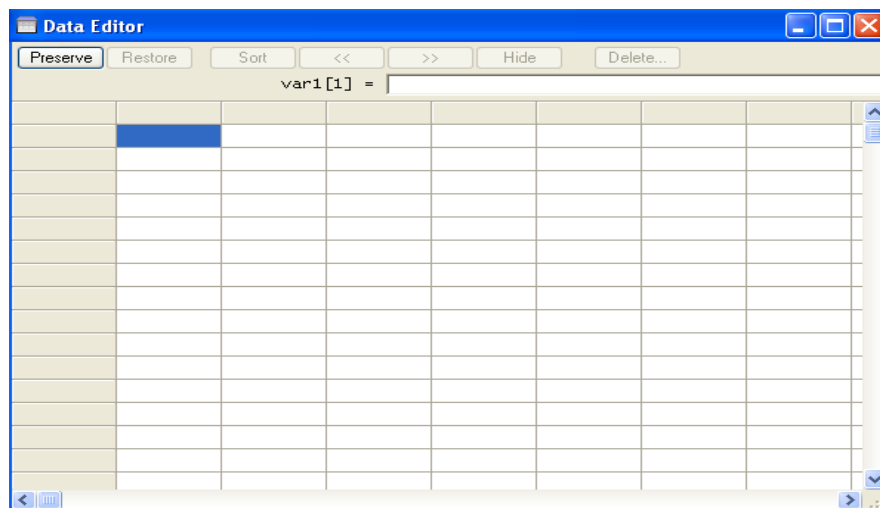 Data Editor
Preserve Restore Sort << >> Hide Delete...
var1[1] =